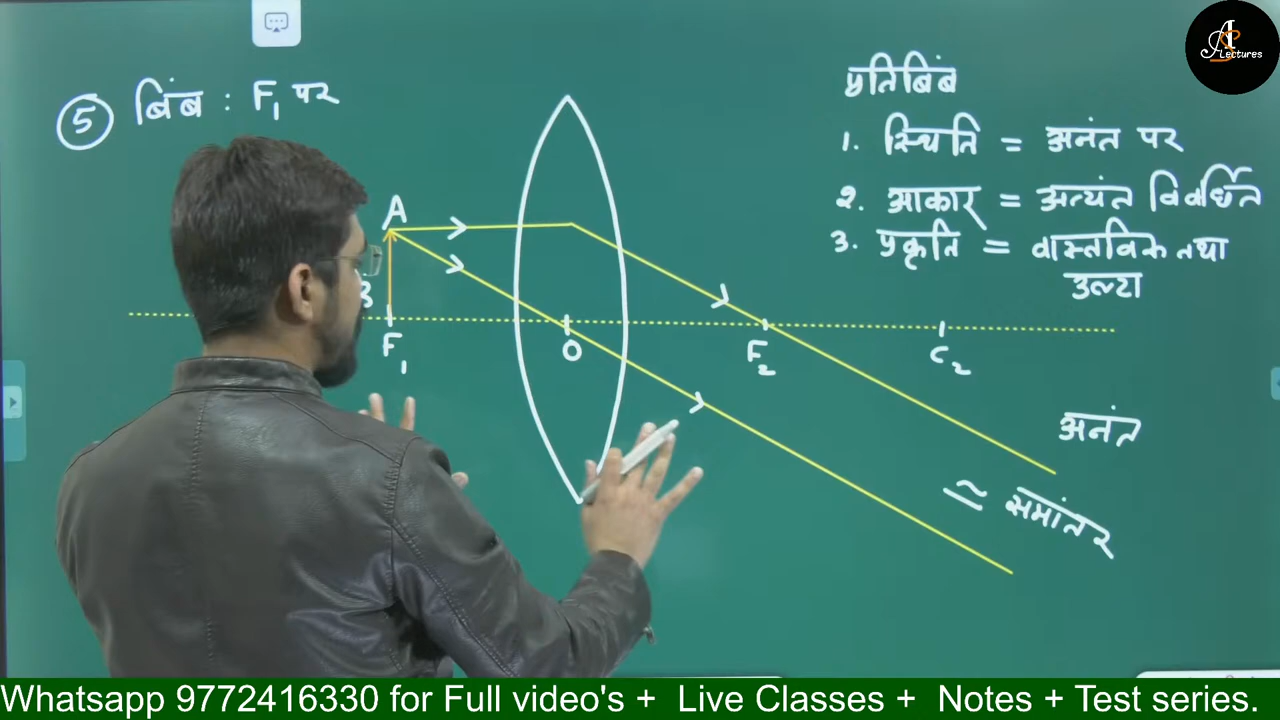 ⑤ बिंब : F₁ पर
A
B
F₁
O
F₂
C₂
प्रतिबिंब
1. स्थिति = अनंत पर
2. आकार = अत्यंत विवर्धित
3. प्रकृति = वास्तविक तथा
उल्टा
अनंत
≃ समांतर
AS Lectures
Whatsapp 9772416330 for Full video's + Live Classes + Notes + Test series.